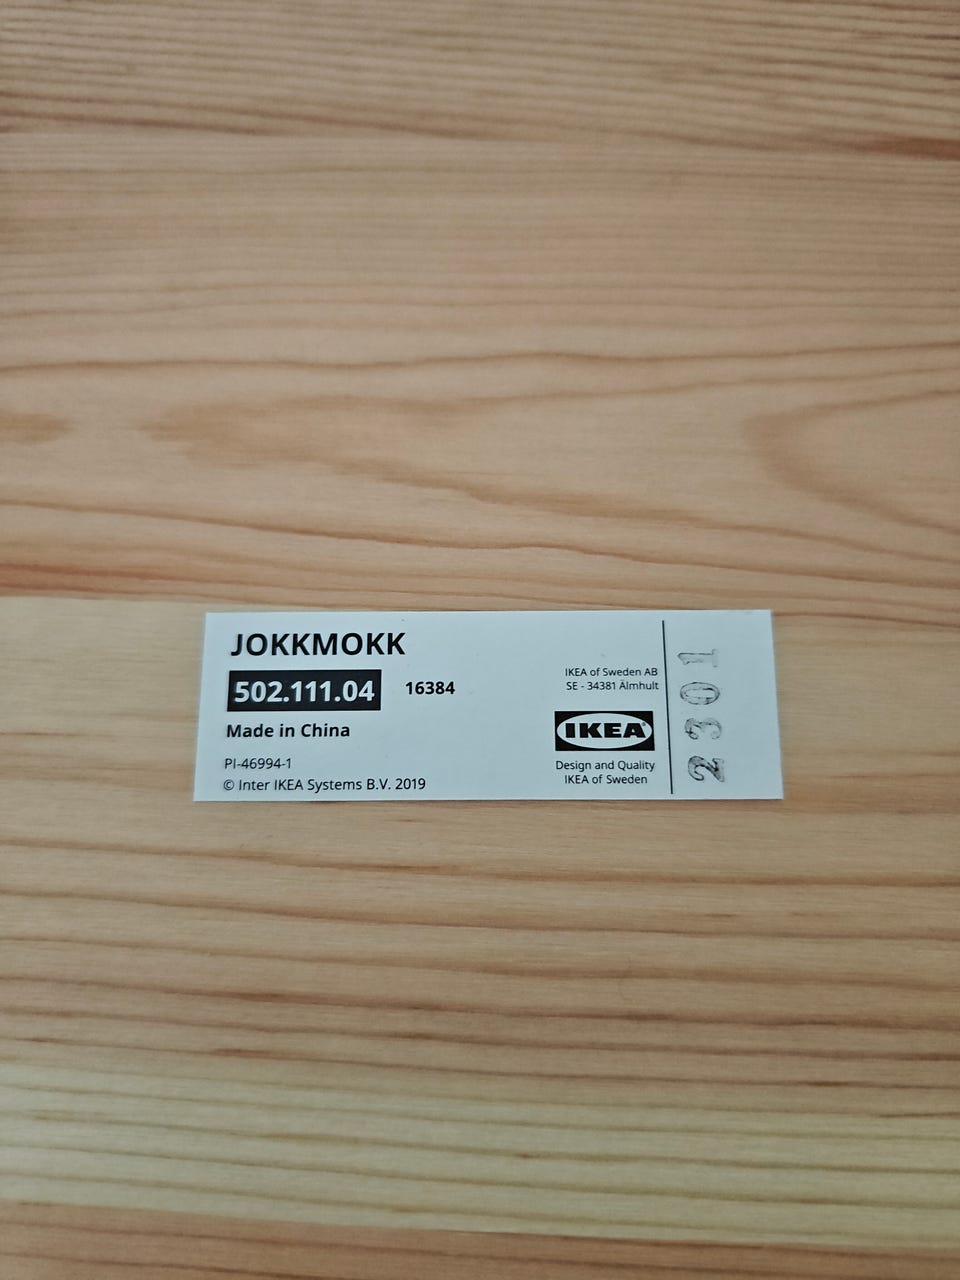 JOKKMOKK
502.111.04 16384
Made in China
PI-46994-1
© Inter IKEA Systems B.V. 2019
IKEA of Sweden AB
SE - 34381 Älmhult
IKEA®
Design and Quality
IKEA of Sweden
2301